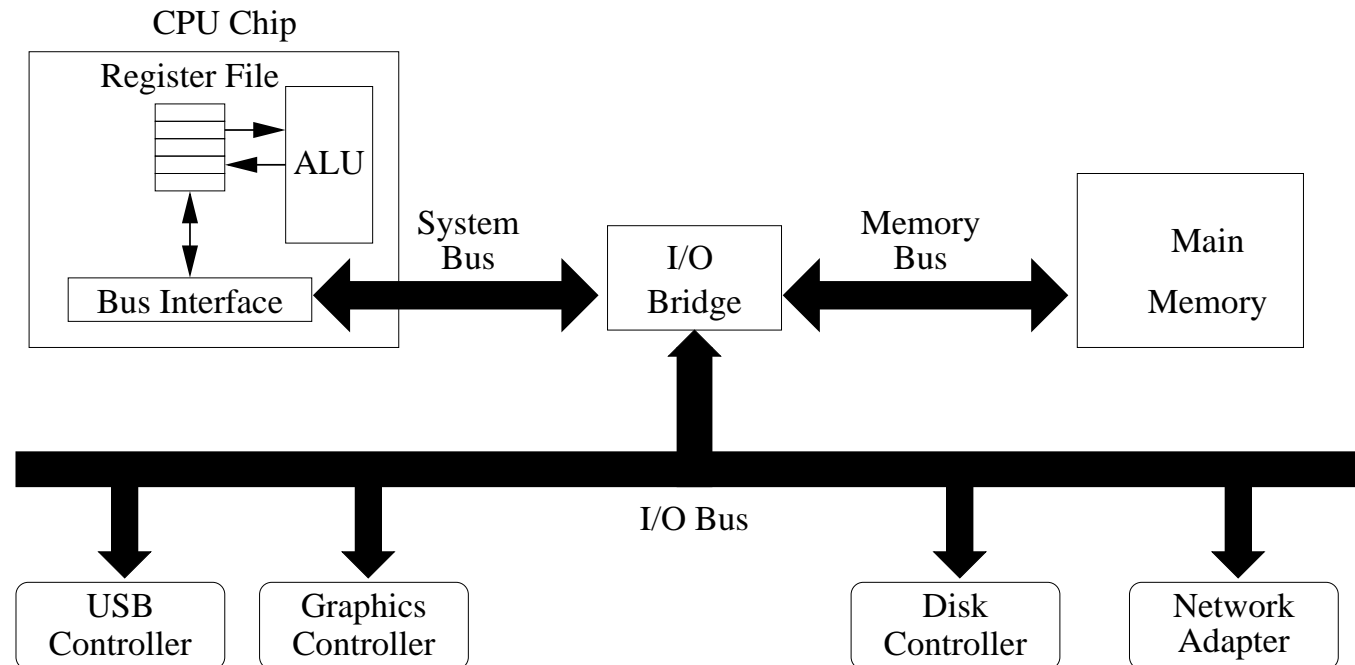 CPU Chip
Register File
ALU
Bus Interface
System
Bus
I/O
Bridge
Memory
Bus
Main
Memory
I/O Bus
USB
Controller
Graphics
Controller
Disk
Controller
Network
Adapter